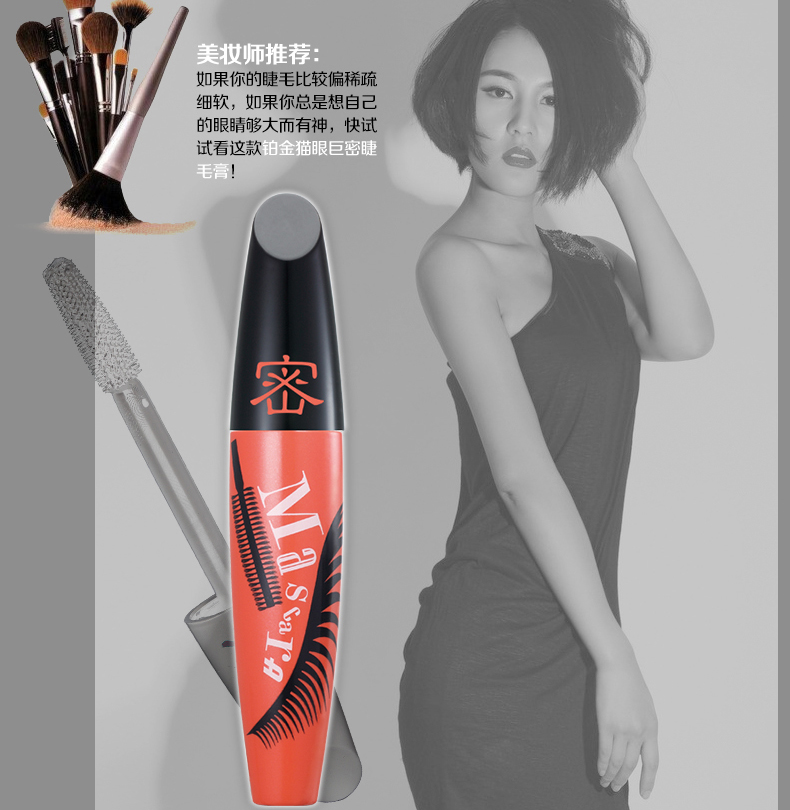 美妆师推荐：
如果你的睫毛比较偏稀疏
细软，如果你总是想自己
的眼睛够大而有神，快试
试看这款铂金猫眼巨密睫
毛膏！
密
Mascara